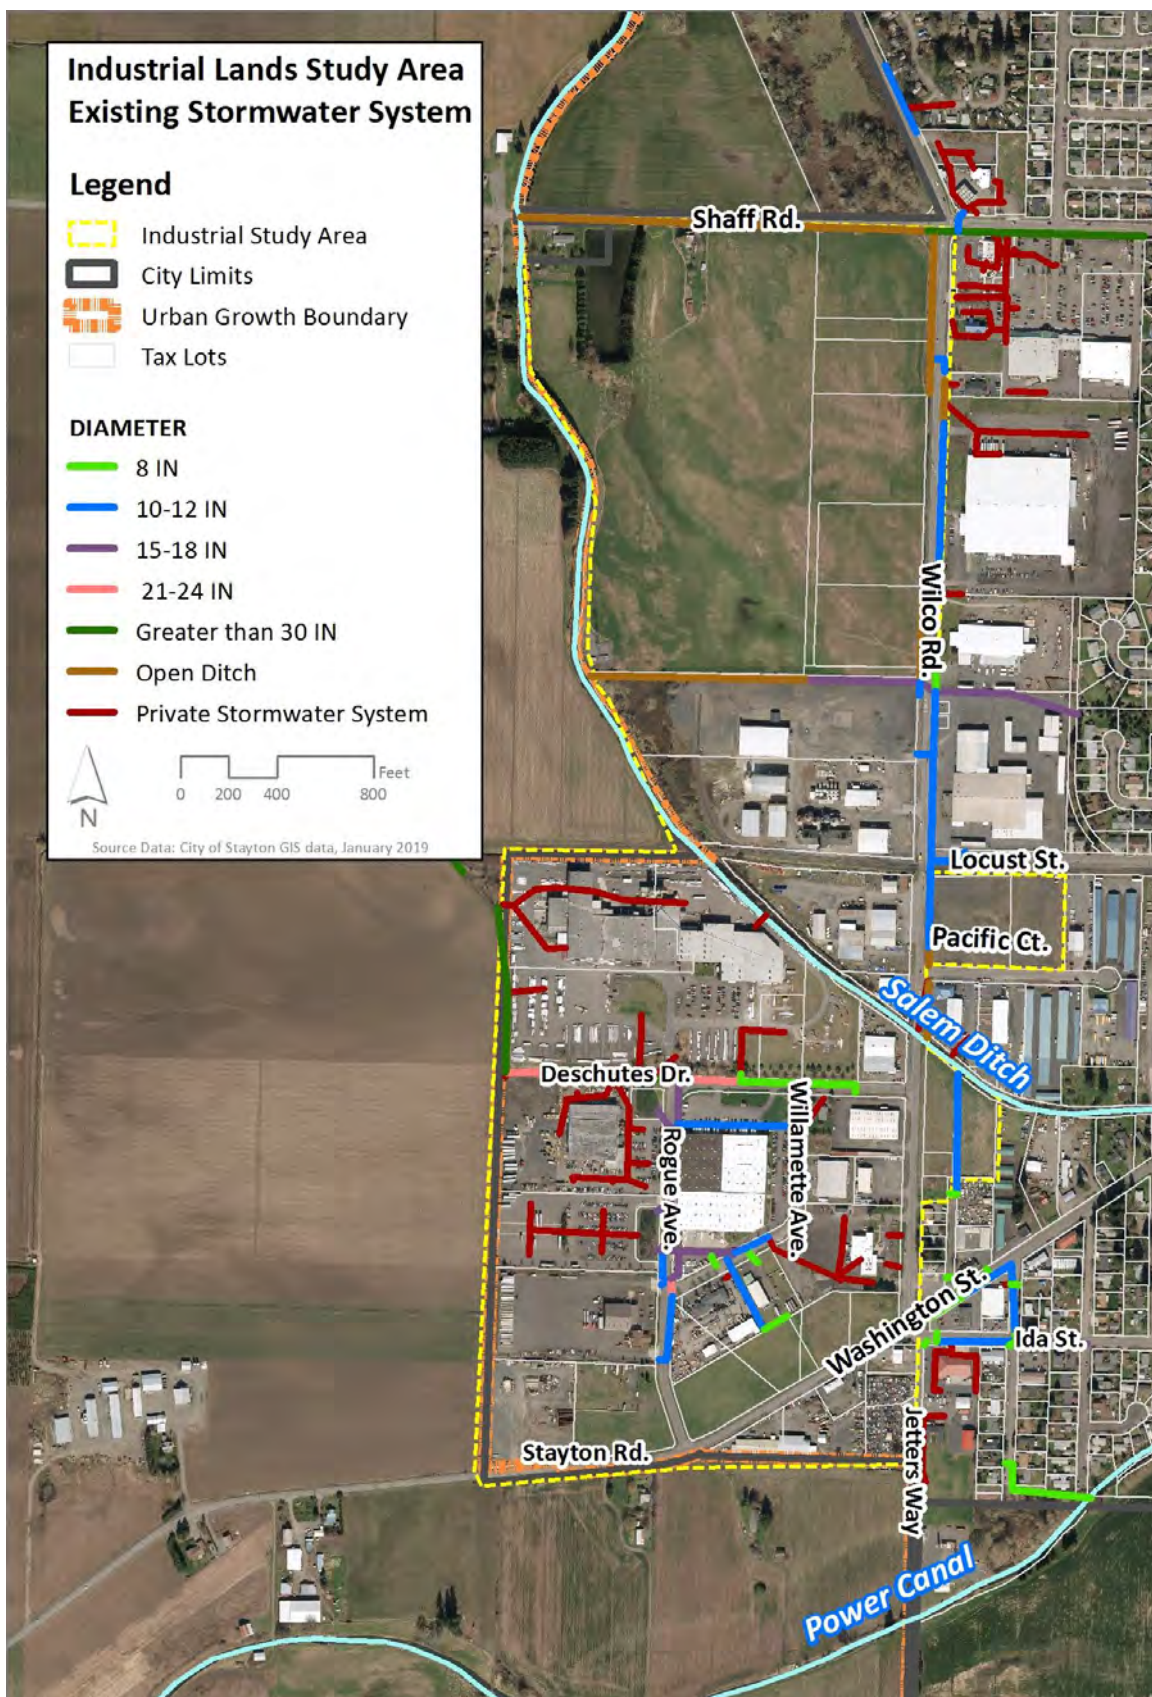 Industrial Lands Study Area
Existing Stormwater System
Legend
Industrial Study Area
City Limits
Urban Growth Boundary
Tax Lots
DIAMETER
8 IN
10-12 IN
15-18 IN
21-24 IN
Greater than 30 IN
Open Ditch
Private Stormwater System
N
Feet
0 200 400 800
Source Data: City of Stayton GIS data, January 2019
Shaff Rd.
Wilco Rd.
Locust St.
Pacific Ct.
Salem Ditch
Deschutes Dr.
Rogue Ave.
Willamette Ave.
Washington St.
Ida St.
Stayton Rd.
Jetters Way
Power Canal